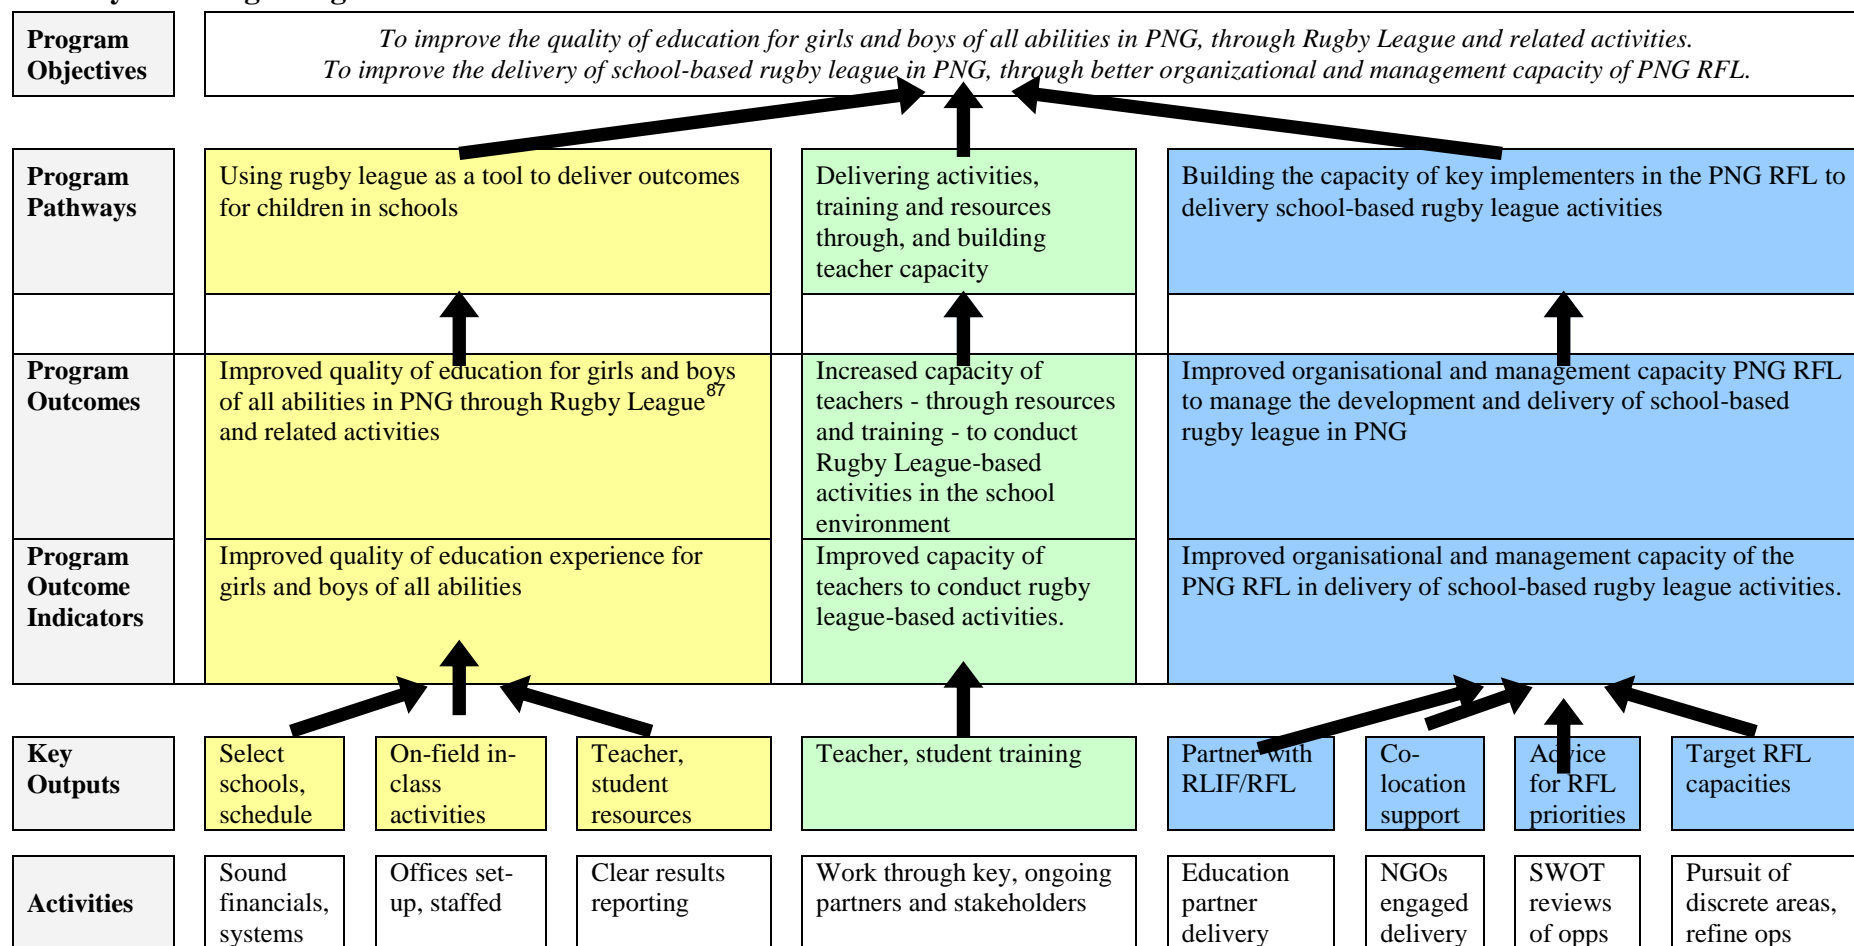 Program
Objectives
To improve the quality of education for girls and boys of all abilities in PNG, through Rugby League and related activities.
To improve the delivery of school-based rugby league in PNG, through better organizational and management capacity of PNG RFL.
Program
Pathways
Using rugby league as a tool to deliver outcomes
for children in schools
Delivering activities,
training and resources
through, and building
teacher capacity
Building the capacity of key implementers in the PNG RFL to
delivery school-based rugby league activities
Program
Outcomes
Improved quality of education for girls and boys
of all abilities in PNG through Rugby League87
and related activities
Increased capacity of
teachers - through resources
and training - to conduct
Rugby League-based
activities in the school
environment
Improved organisational and management capacity PNG RFL
to manage the development and delivery of school-based
rugby league in PNG
Program
Outcome
Indicators
Improved quality of education experience for
girls and boys of all abilities
Improved capacity of
teachers to conduct rugby
league-based activities.
Improved organisational and management capacity of the
PNG RFL in delivery of school-based rugby league activities.
Key
Outputs
Select
schools,
schedule
On-field in-
class
activities
Teacher,
student
resources
Teacher, student training
Partner with
RLIF/RFL
Co-
location
support
Advice
for RFL
priorities
Target RFL
capacities
Activities
Sound
financials,
systems
Offices set-
up, staffed
Clear results
reporting
Work through key, ongoing
partners and stakeholders
Education
partner
delivery
NGOs
engaged
delivery
SWOT
reviews
of opps
Pursuit of
discrete areas,
refine ops